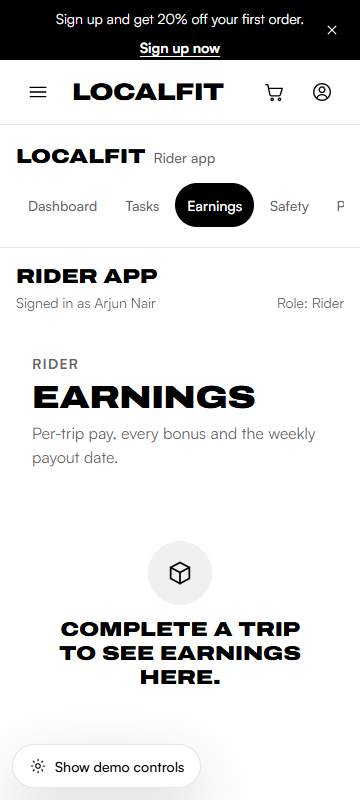 Sign up and get 20% off your first order.
Sign up now
LOCALFIT
LOCALFIT Rider app
Dashboard Tasks Earnings Safety P
RIDER APP
Signed in as Arjun Nair Role: Rider
RIDER
EARNINGS
Per-trip pay, every bonus and the weekly
payout date.
COMPLETE A TRIP
TO SEE EARNINGS
HERE.
Show demo controls